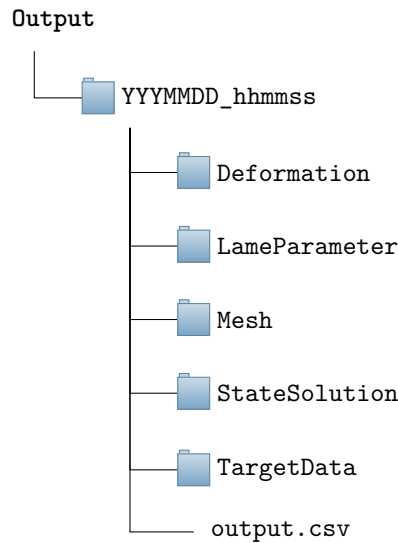 Output
YYYMMDD_hhmmss
Deformation
LameParameter
Mesh
StateSolution
TargetData
output.csv